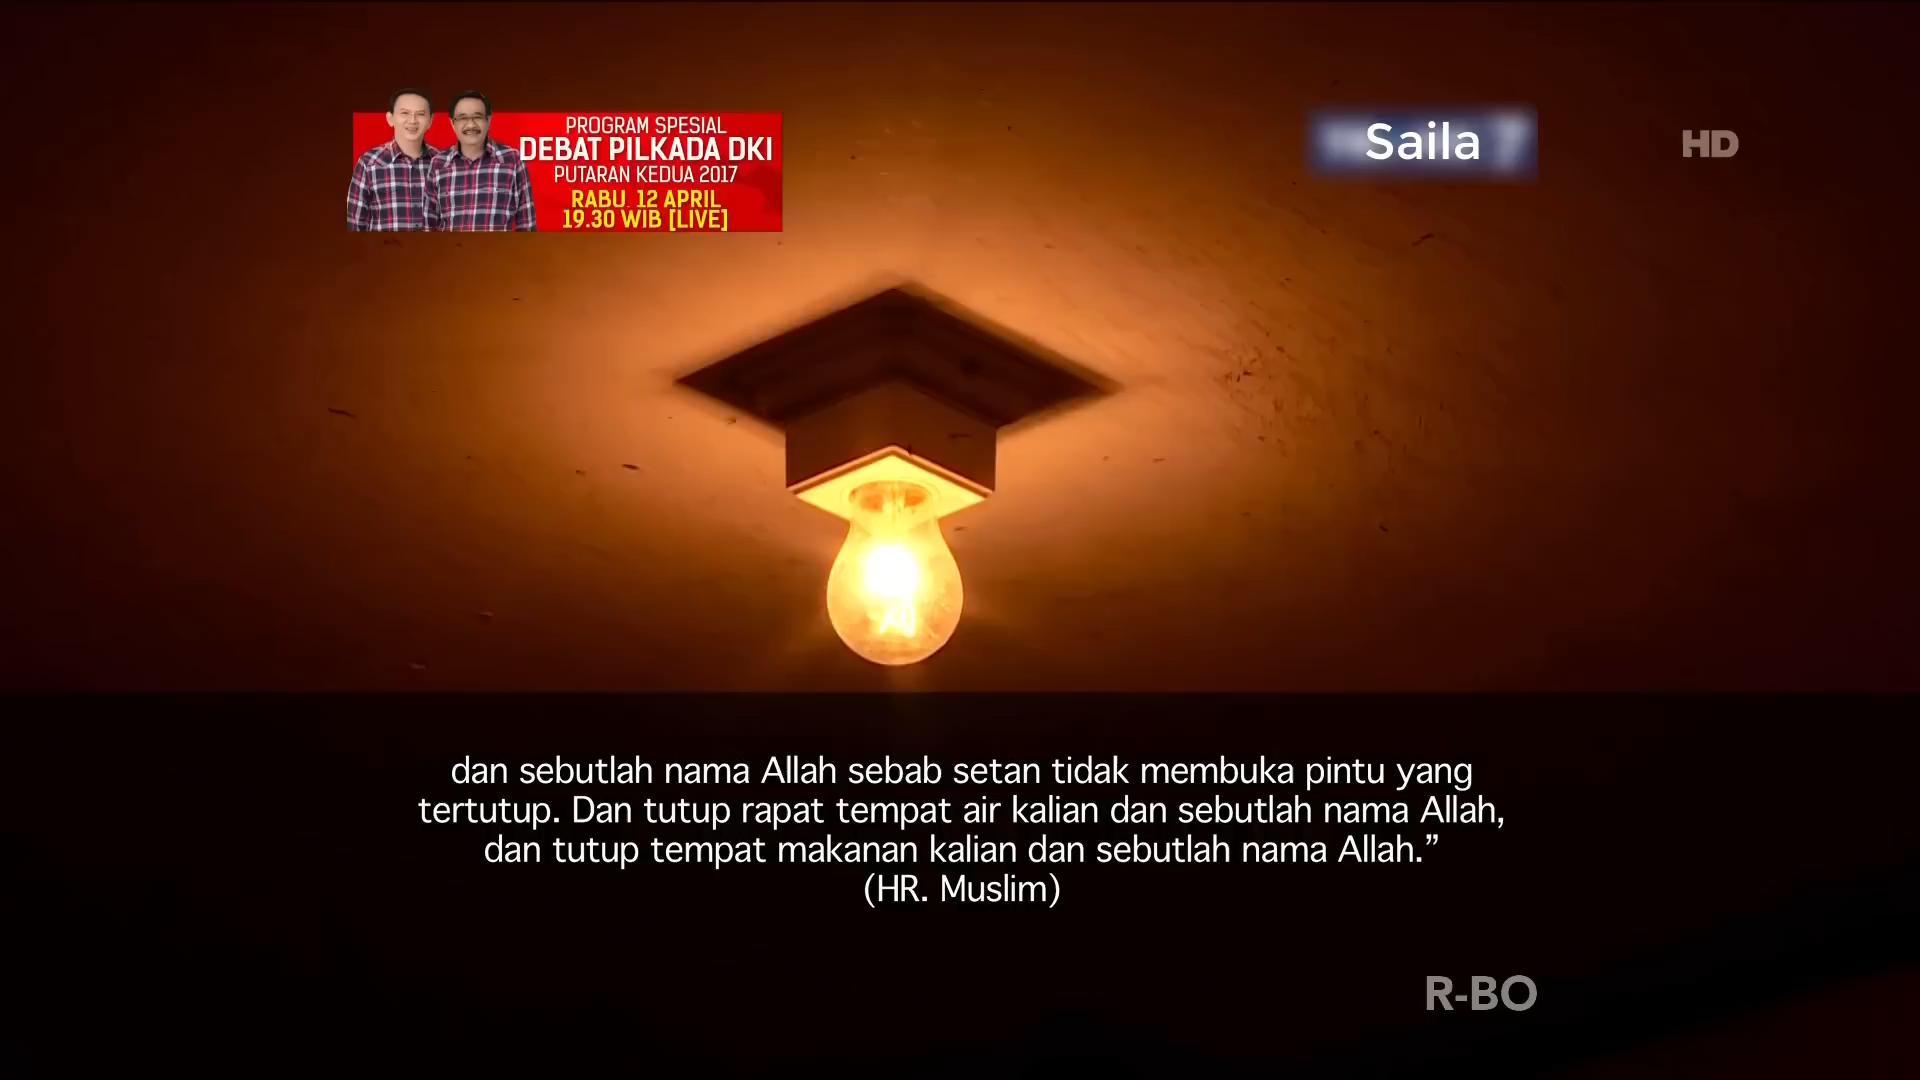 PROGRAM SPESIAL
DEBAT PILKADA DKI
PUTARAN KEDUA 2017
RABU, 12 APRIL
19.30 WIB [LIVE]
Saila
HD
dan sebutlah nama Allah sebab setan tidak membuka pintu yang
tertutup. Dan tutup rapat tempat air kalian dan sebutlah nama Allah,
dan tutup tempat makanan kalian dan sebutlah nama Allah.”
(HR. Muslim)
R-BO